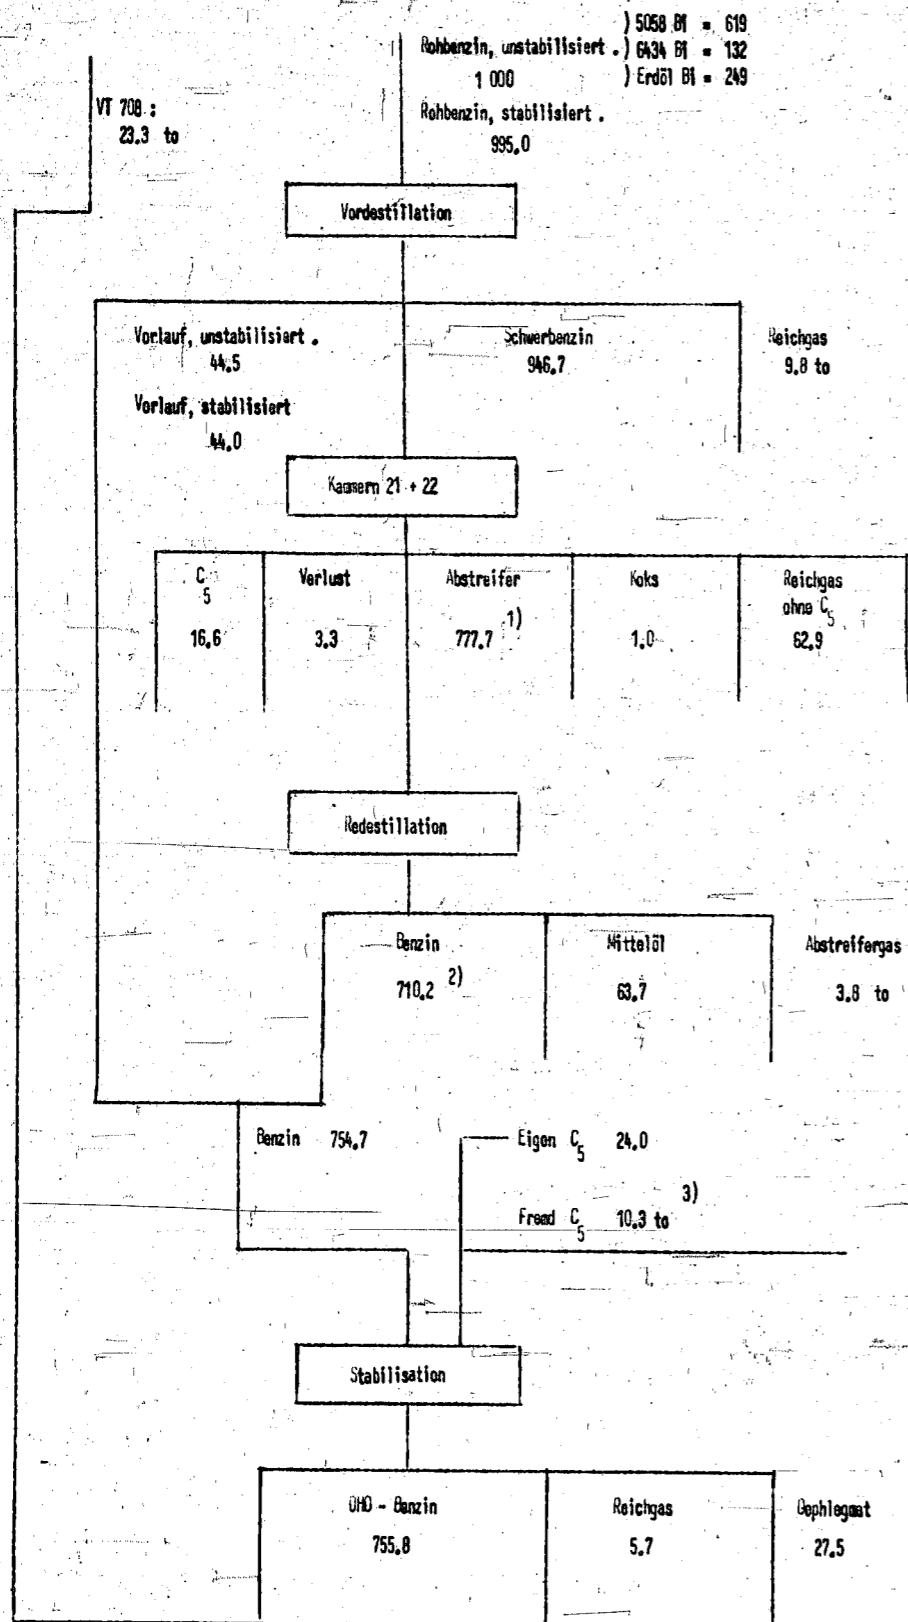 ) 5058 Bi = 619
Rohbenzin, unstabilisiert . ) 6434 Bi = 132
1 000 ) Erdöl Bi = 249
VT 708 :
23.3 to
Rohbenzin, stabilisiert .
995,0
Vordestillation
Vorlauf, unstabilisiert .
44.5
Schwerbenzin
946.7
Reichgas
9.8 to
Vorlauf, stabilisiert
44.0
Kammern 21 + 22
C5
16.6
Verlust
3.3
Abstreifer
777.7 1)
Koks
1.0
Reichgas
ohne C5
62.9
Redestillation
Benzin
710.2 2)
Mittelöl
63.7
Abstreifergas
3.8 to
Benzin 754.7
Eigen C5 24.0
3)
Fremd C5 10.3 to
Stabilisation
DHD - Benzin
755.8
Reichgas
5.7
Dephlegmat
27.5